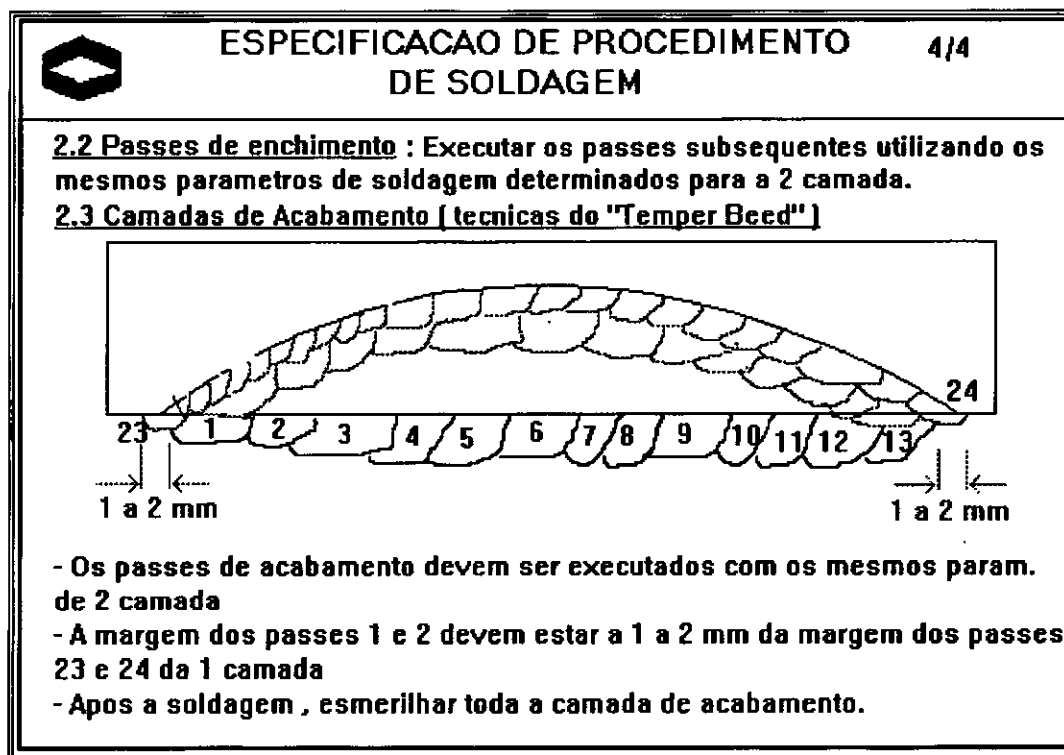 ESPECIFICACAO DE PROCEDIMENTO 4/4
DE SOLDAGEM
2.2 Passes de enchimento : Executar os passes subsequentes utilizando os
mesmos parametros de soldagem determinados para a 2 camada.
2.3 Camadas de Acabamento ( tecnicas do "Temper Beed" )
24
23 1 2 3 4 5 6 7 8 9 10 11 12 13
1 a 2 mm 1 a 2 mm
- Os passes de acabamento devem ser executados com os mesmos param.
de 2 camada
- A margem dos passes 1 e 2 devem estar a 1 a 2 mm da margem dos passes
23 e 24 da 1 camada
- Apos a soldagem , esmerilhar toda a camada de acabamento.